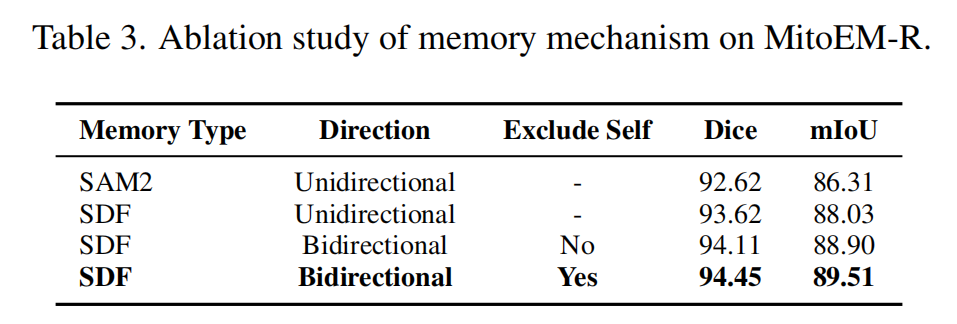 Table 3. Ablation study of memory mechanism on MitoEM-R.
Memory Type Direction Exclude Self Dice mIoU
SAM2 Unidirectional - 92.62 86.31
SDF Unidirectional - 93.62 88.03
SDF Bidirectional No 94.11 88.90
SDF Bidirectional Yes 94.45 89.51